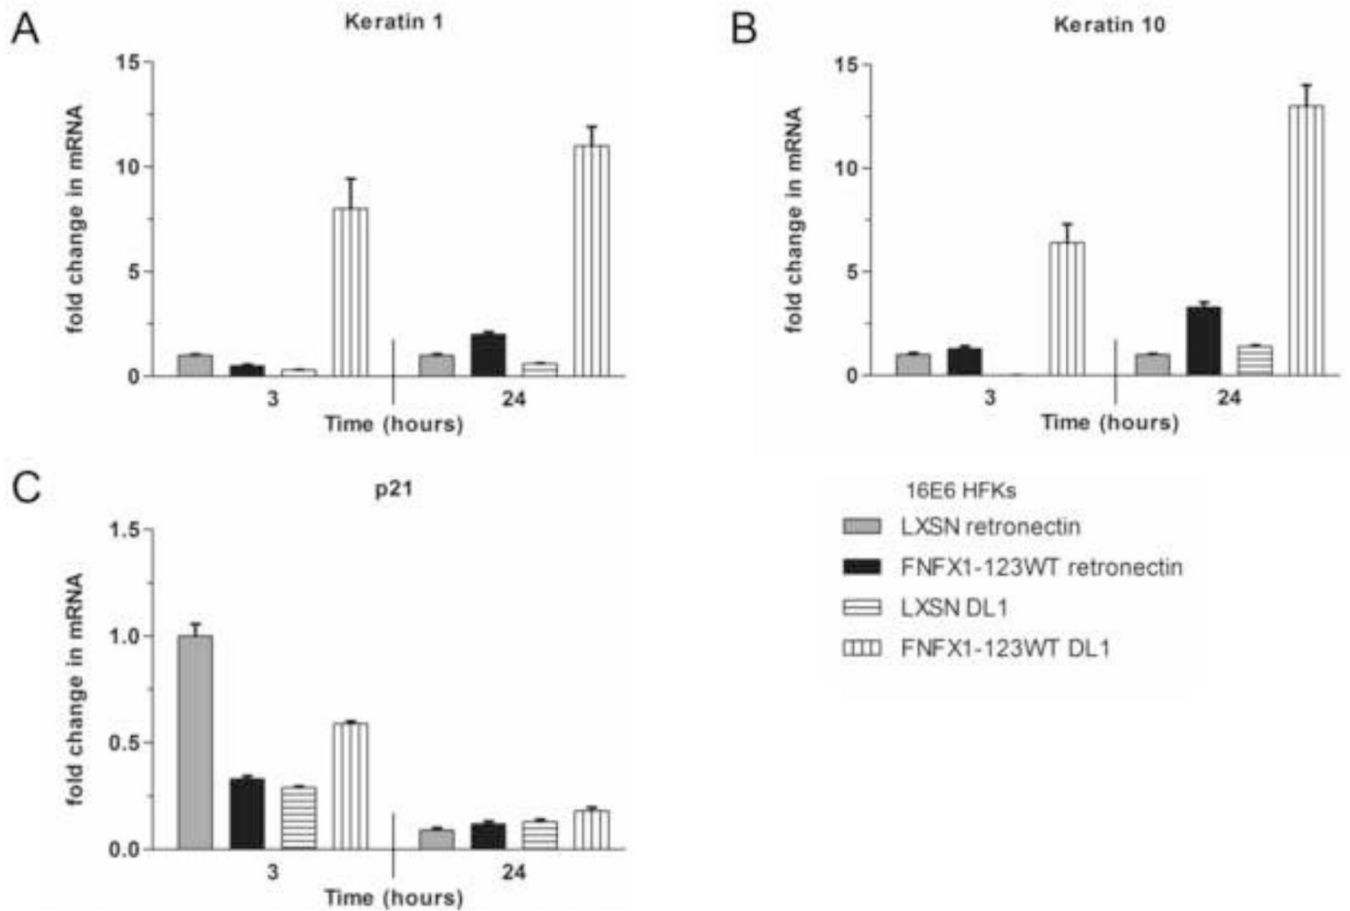 A
Keratin 1
fold change in mRNA
15
10
5
0
3
24
Time (hours)
B
Keratin 10
fold change in mRNA
15
10
5
0
3
24
Time (hours)
C
p21
fold change in mRNA
1.5
1.0
0.5
0.0
3
24
Time (hours)
16E6 HFKs
LXSN retronectin
FNFX1-123WT retronectin
LXSN DL1
FNFX1-123WT DL1